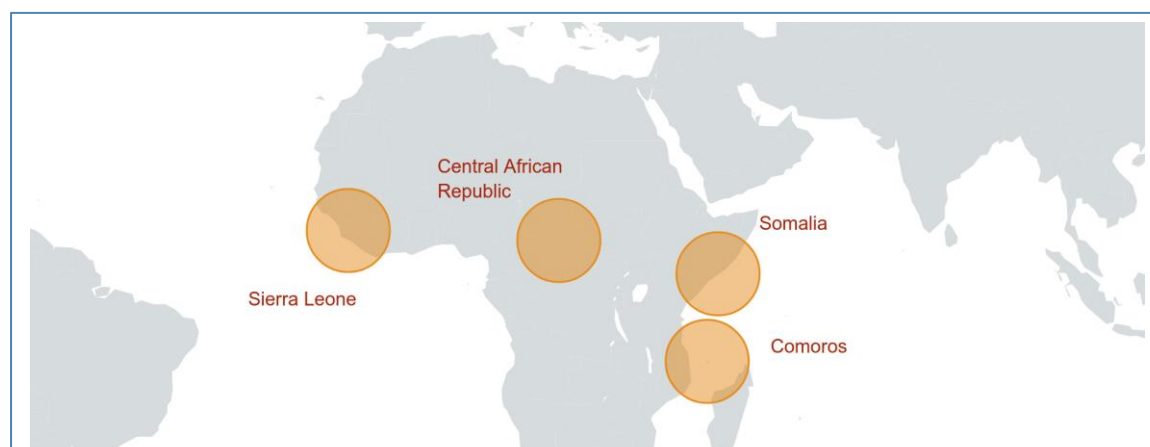 Central African
Republic
Somalia
Sierra Leone
Comoros